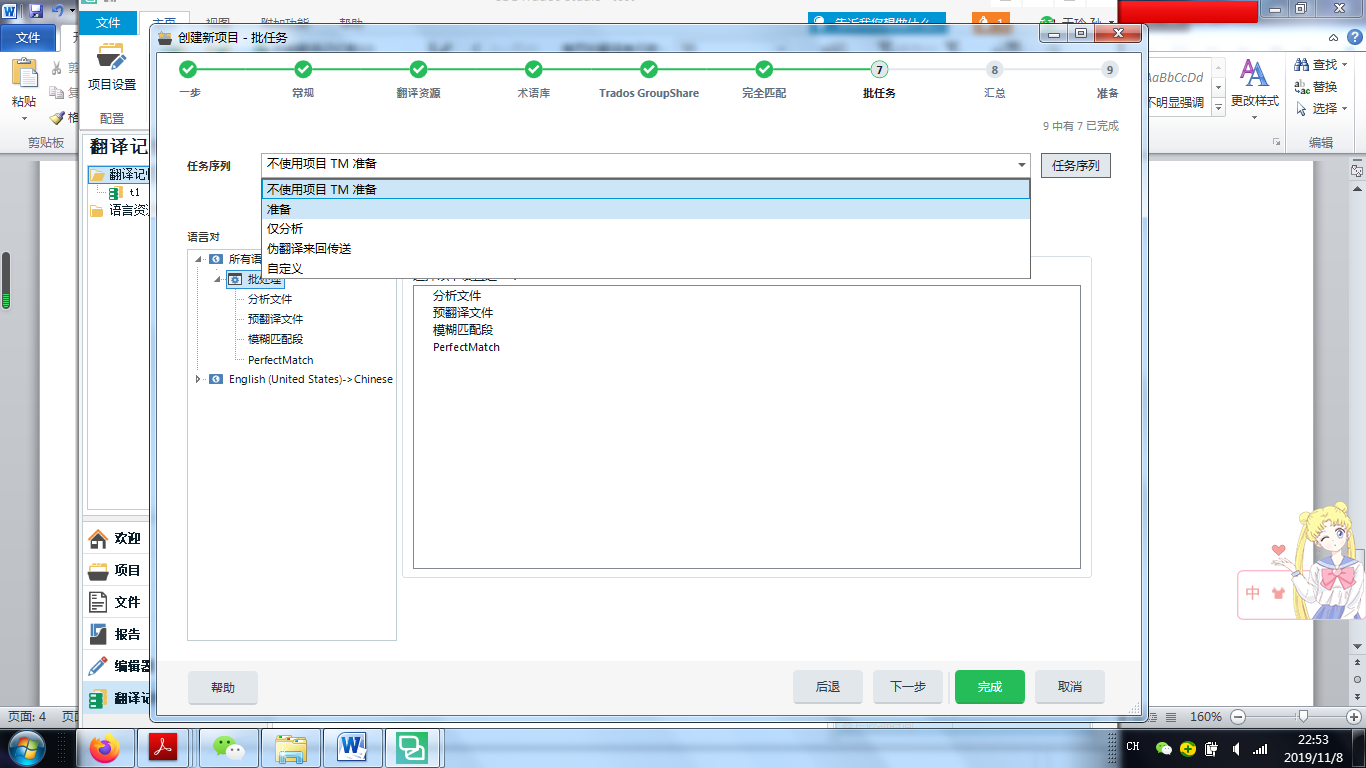 文件
粘贴
剪贴板
文件
项目设置
配置
创建新项目 - 批任务
AaBbCcDd
不明显强调
更改样式
查找
替换
选择
编辑
一步
常规
翻译资源
术语库
Trados GroupShare
完全匹配
7
批任务
8
汇总
9
准备
9 中有 7 已完成
任务序列
不使用项目 TM 准备
任务序列
不使用项目 TM 准备
准备
仅分析
伪翻译来回传送
自定义
语言对
所有语
批处理
分析文件
预翻译文件
模糊匹配段
PerfectMatch
English (United States)->Chinese
分析文件
预翻译文件
模糊匹配段
PerfectMatch
翻译记
翻译记忆
t1
语言资源
欢迎
项目
文件
报告
编辑器
翻译记
帮助
后退
下一步
完成
取消
中
页面: 4
160%
CH
22:53
2019/11/8